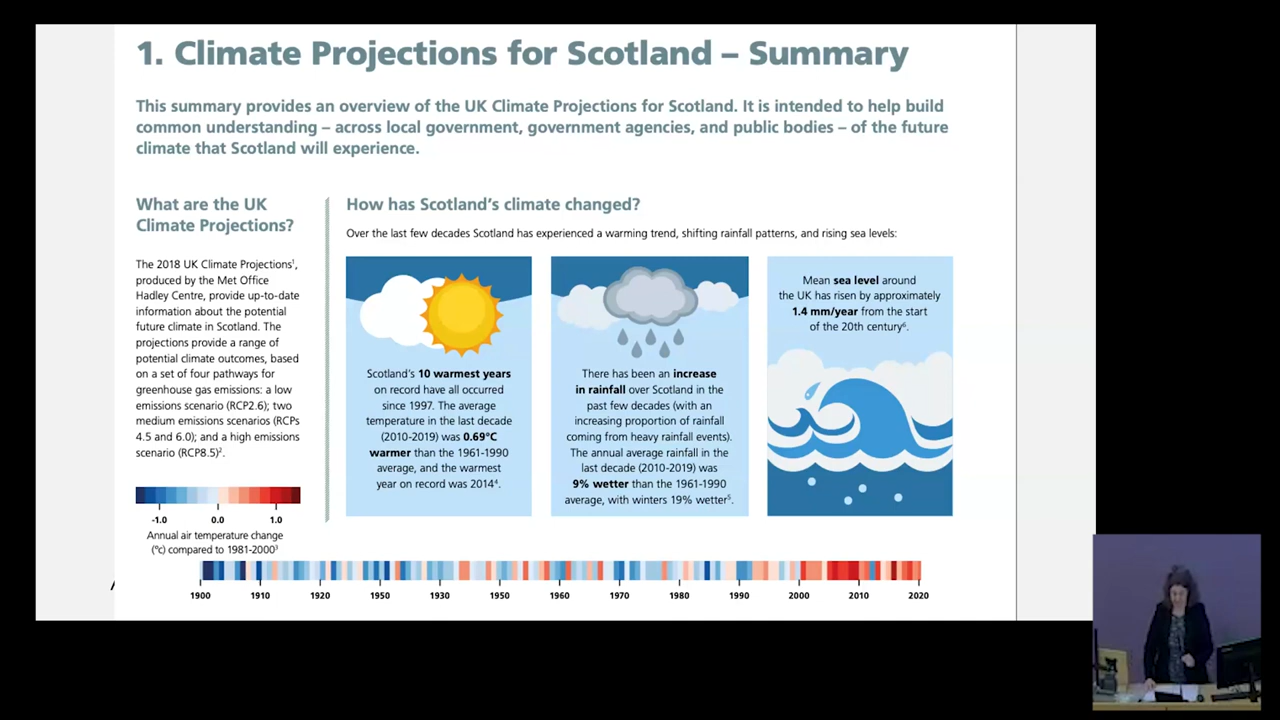 1. Climate Projections for Scotland – Summary
This summary provides an overview of the UK Climate Projections for Scotland. It is intended to help build
common understanding – across local government, government agencies, and public bodies – of the future
climate that Scotland will experience.
What are the UK
Climate Projections?
The 2018 UK Climate Projections¹,
produced by the Met Office
Hadley Centre, provide up-to-date
information about the potential
future climate in Scotland. The
projections provide a range of
potential climate outcomes, based
on a set of four pathways for
greenhouse gas emissions: a low
emissions scenario (RCP2.6); two
medium emissions scenarios (RCPs
4.5 and 6.0); and a high emissions
scenario (RCP8.5)².
-1.0 0.0 1.0
Annual air temperature change
(°c) compared to 1981-2000³
How has Scotland’s climate changed?
Over the last few decades Scotland has experienced a warming trend, shifting rainfall patterns, and rising sea levels:
Scotland’s 10 warmest years
on record have all occurred
since 1997. The average
temperature in the last decade
(2010-2019) was 0.69°C
warmer than the 1961-1990
average, and the warmest
year on record was 2014⁴.
There has been an increase
in rainfall over Scotland in the
past few decades (with an
increasing proportion of rainfall
coming from heavy rainfall events).
The annual average rainfall in the
last decade (2010-2019) was
9% wetter than the 1961-1990
average, with winters 19% wetter⁵.
Mean sea level around
the UK has risen by approximately
1.4 mm/year from the start
of the 20th century⁶.
1900 1910 1920 1950 1930 1950 1960 1970 1980 1990 2000 2010 2020